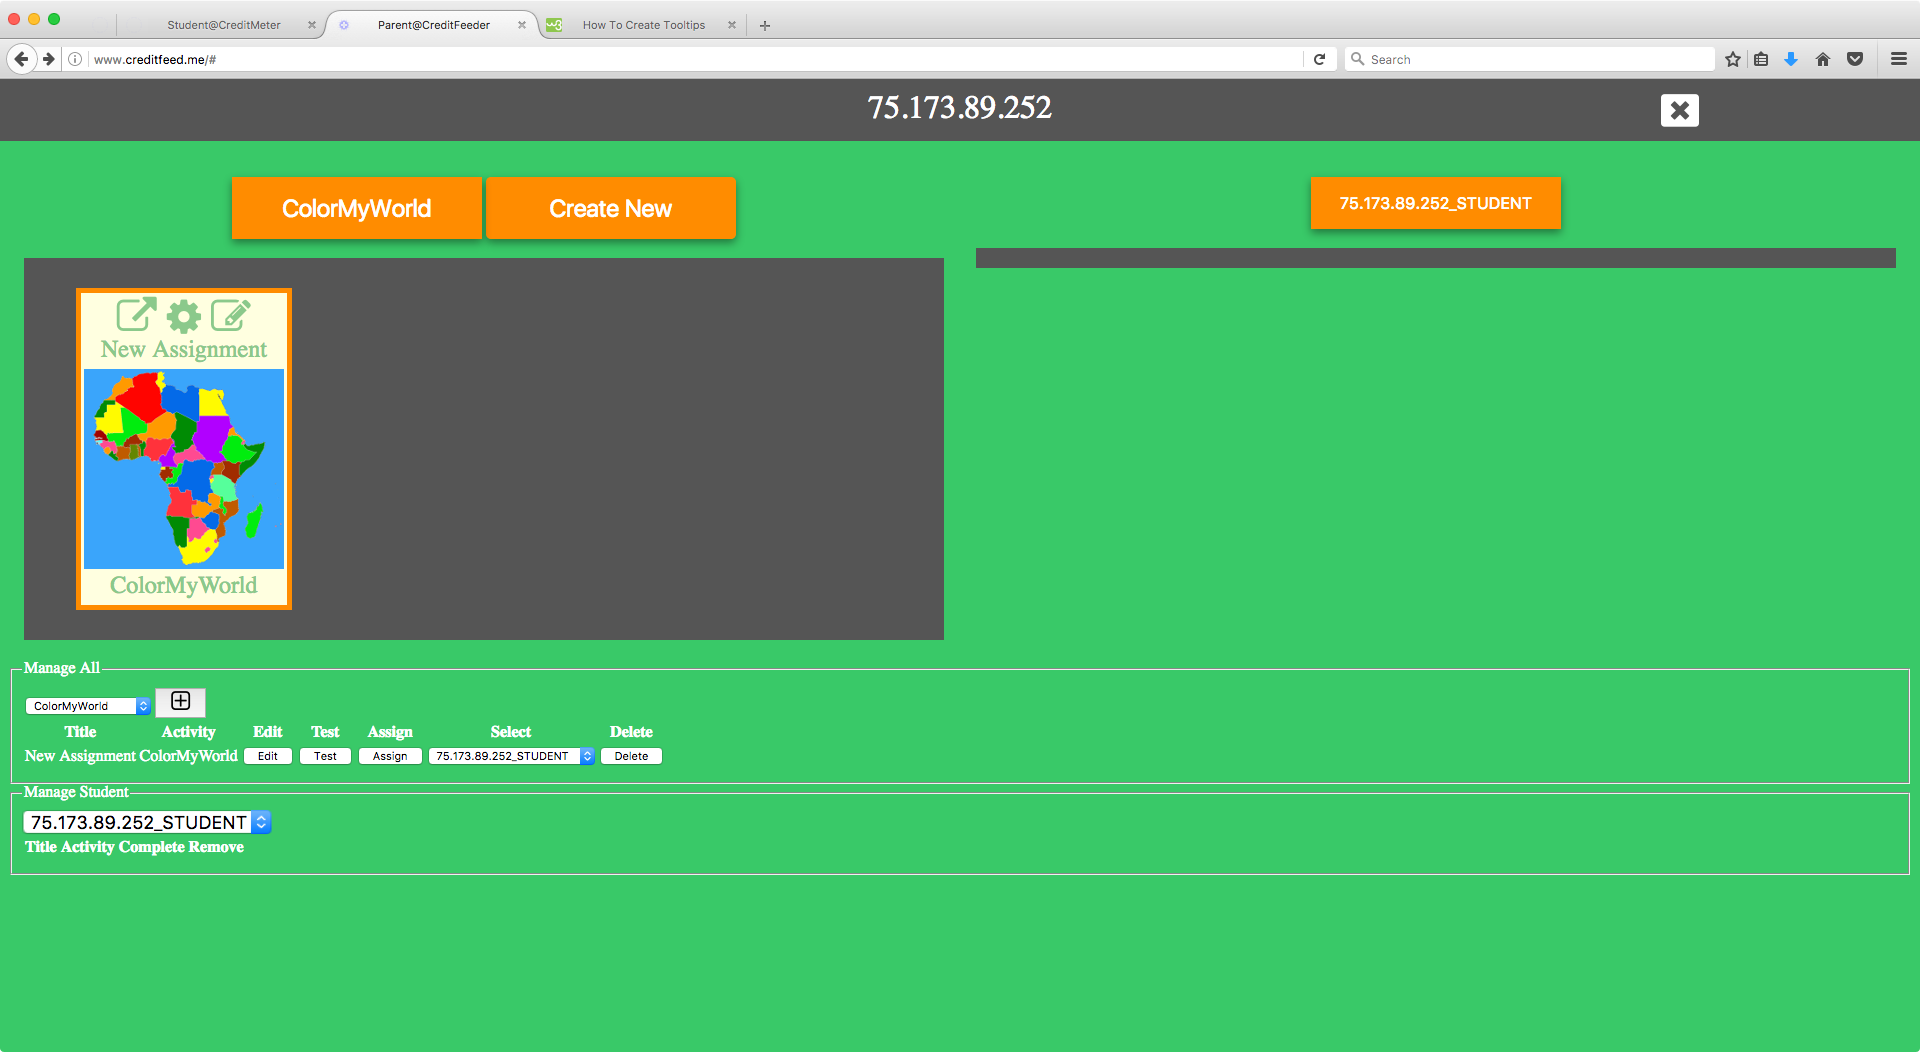 Student@CreditMeter
Parent@CreditFeeder
How To Create Tooltips
www.creditfeed.me/#
Search
75.173.89.252
ColorMyWorld
Create New
75.173.89.252_STUDENT
New Assignment
ColorMyWorld
Manage All
ColorMyWorld
Title Activity Edit Test Assign Select Delete
New Assignment ColorMyWorld Edit Test Assign 75.173.89.252_STUDENT Delete
Manage Student
75.173.89.252_STUDENT
Title Activity Complete Remove